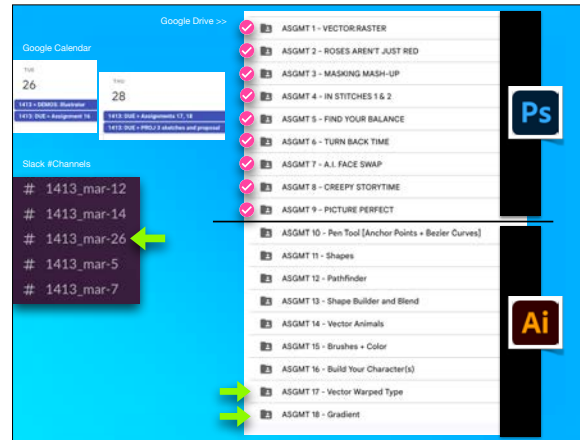 Google Drive >>
Google Calendar
TUE
26
1413 • DEMOS: Illustrator
1413: DUE • Assignment 16
THU
28
1413: DUE • Assignments 17, 18
1413: DUE • PROJ 3 sketches and proposal
Slack #Channels
# 1413_mar-12
# 1413_mar-14
# 1413_mar-26
# 1413_mar-5
# 1413_mar-7
ASGMT 1 - VECTOR:RASTER
ASGMT 2 - ROSES AREN'T JUST RED
ASGMT 3 - MASKING MASH-UP
ASGMT 4 - IN STITCHES 1 & 2
ASGMT 5 - FIND YOUR BALANCE
ASGMT 6 - TURN BACK TIME
ASGMT 7 - A.I. FACE SWAP
ASGMT 8 - CREEPY STORYTIME
ASGMT 9 - PICTURE PERFECT
ASGMT 10 - Pen Tool [Anchor Points + Bezier Curves]
ASGMT 11 - Shapes
ASGMT 12 - Pathfinder
ASGMT 13 - Shape Builder and Blend
ASGMT 14 - Vector Animals
ASGMT 15 - Brushes + Color
ASGMT 16 - Build Your Character(s)
ASGMT 17 - Vector Warped Type
ASGMT 18 - Gradient
Ps
Ai